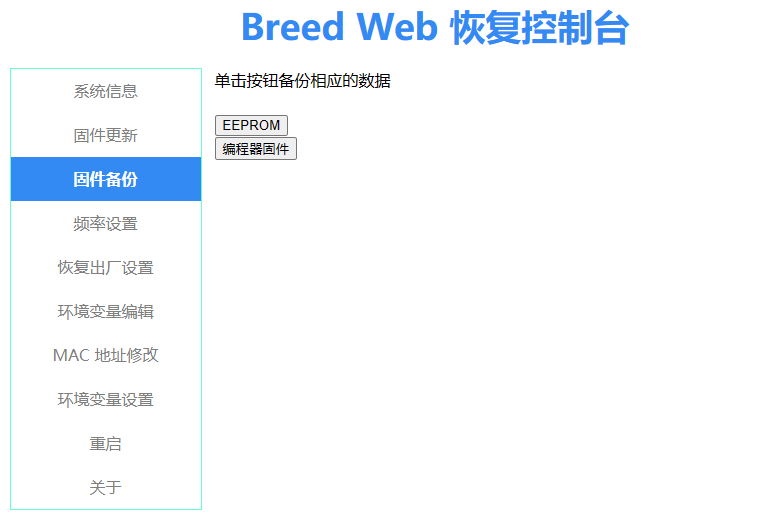 Breed Web 恢复控制台
系统信息
固件更新
固件备份
频率设置
恢复出厂设置
环境变量编辑
MAC 地址修改
环境变量设置
重启
关于
单击按钮备份相应的数据
EEPROM
编程器固件